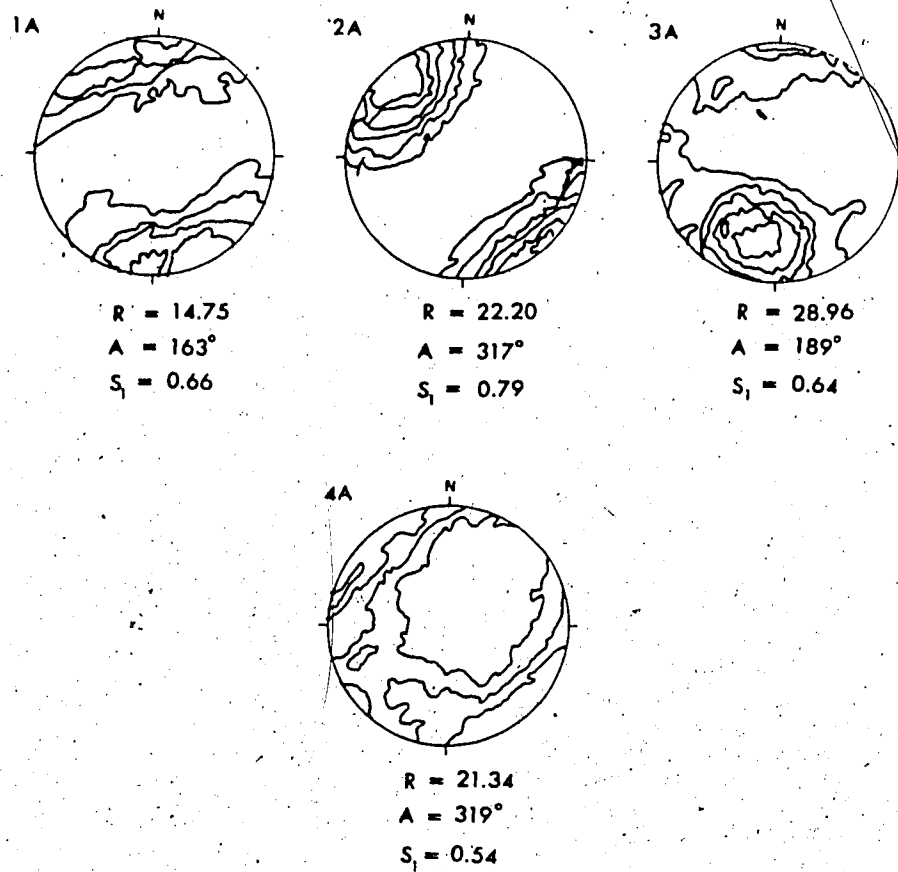 1A
N
R = 14.75
A = 163°
S₁ = 0.66
2A
N
R = 22.20
A = 317°
S₁ = 0.79
3A
N
R = 28.96
A = 189°
S₁ = 0.64
4A
N
R = 21.34
A = 319°
S₁ = 0.54